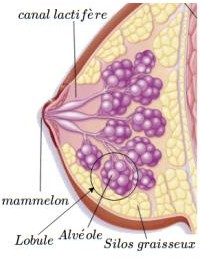 canal lactifère
mammelon
Lobule
Alvéole
Silos graisseux